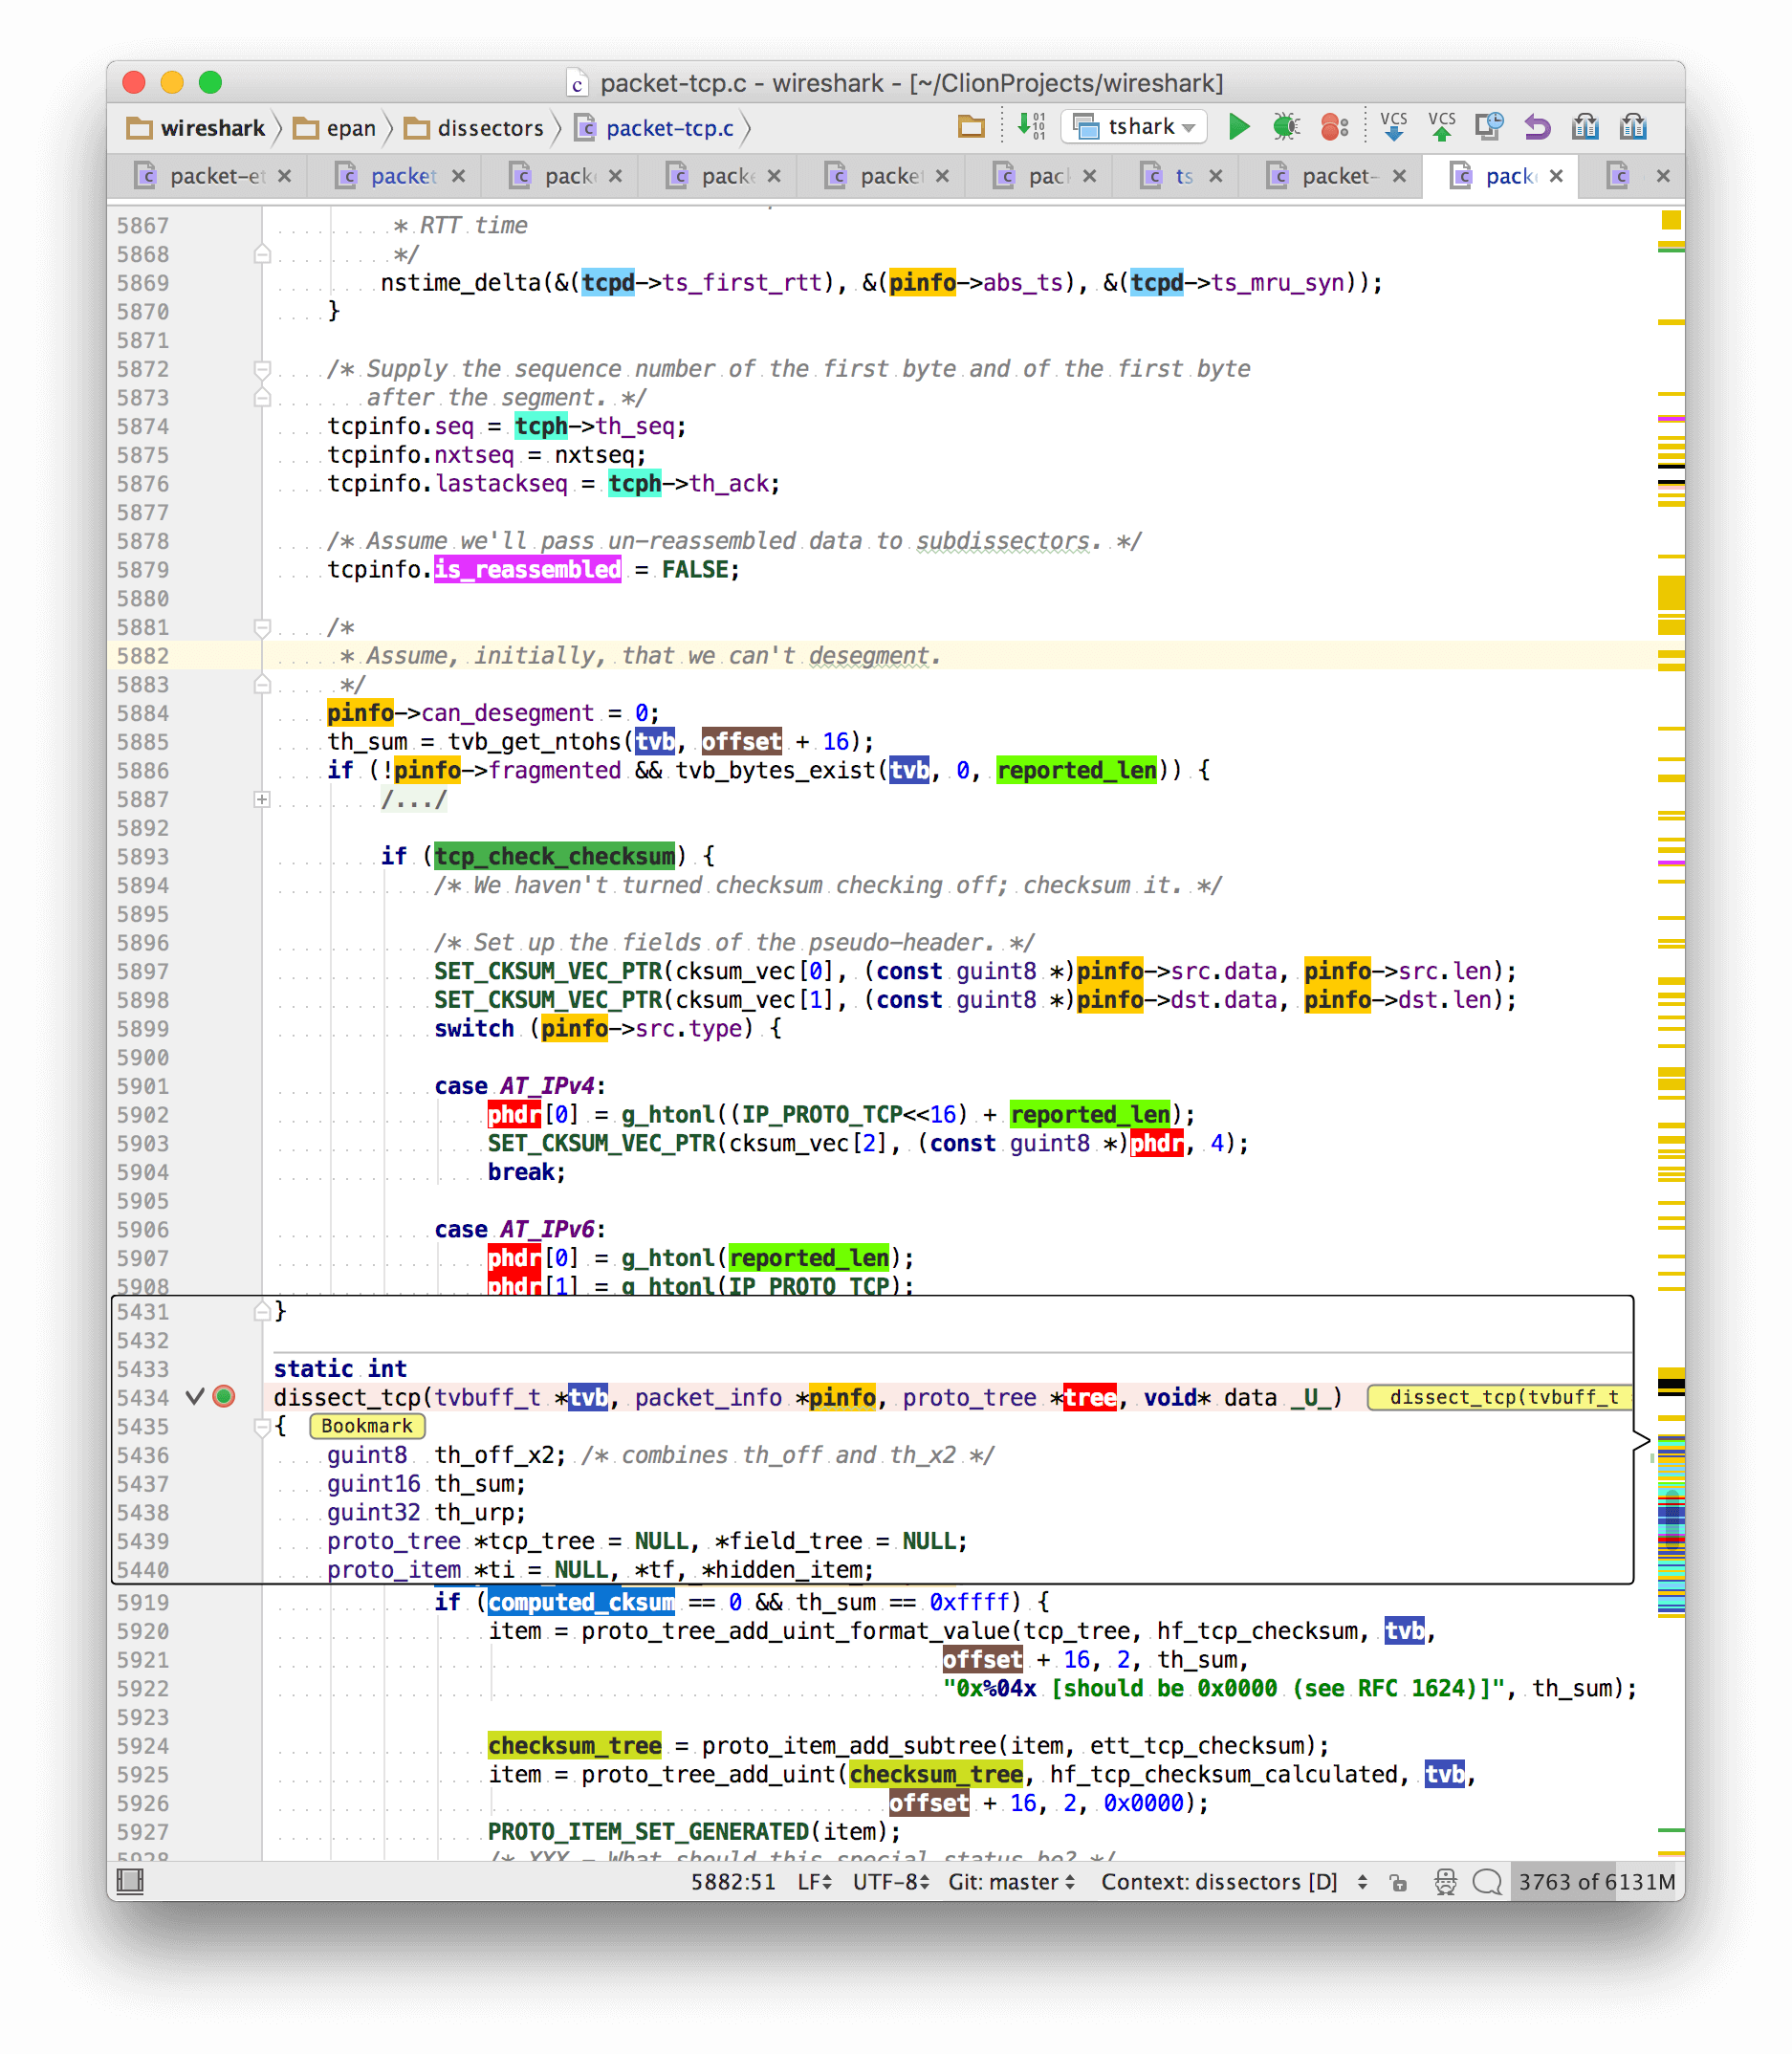 packet-tcp.c - wireshark - [~/ClionProjects/wireshark]
wireshark epan dissectors packet-tcp.c tshark VCS VCS
packet-et packet pack pack packe pac ts packet- pack
5867 * RTT time
5868 */
5869 nstime_delta(&(tcpd->ts_first_rtt), &(pinfo->abs_ts), &(tcpd->ts_mru_syn));
5870 }
5871
5872 /* Supply the sequence number of the first byte and of the first byte
5873 after the segment. */
5874 tcpinfo.seq = tcph->th_seq;
5875 tcpinfo.nxtseq = nxtseq;
5876 tcpinfo.lastackseq = tcph->th_ack;
5877
5878 /* Assume we'll pass un-reassembled data to subdissectors. */
5879 tcpinfo.is_reassembled = FALSE;
5880
5881 /*
5882 * Assume, initially, that we can't desegment.
5883 */
5884 pinfo->can_desegment = 0;
5885 th_sum = tvb_get_ntohs(tvb, offset + 16);
5886 if (!pinfo->fragmented && tvb_bytes_exist(tvb, 0, reported_len)) {
5887 /.../
5892
5893 if (tcp_check_checksum) {
5894 /* We haven't turned checksum checking off; checksum it. */
5895
5896 /* Set up the fields of the pseudo-header. */
5897 SET_CKSUM_VEC_PTR(cksum_vec[0], (const guint8 *)pinfo->src.data, pinfo->src.len);
5898 SET_CKSUM_VEC_PTR(cksum_vec[1], (const guint8 *)pinfo->dst.data, pinfo->dst.len);
5899 switch (pinfo->src.type) {
5900
5901 case AT_IPv4:
5902 phdr[0] = g_htonl((IP_PROTO_TCP<<16) + reported_len);
5903 SET_CKSUM_VEC_PTR(cksum_vec[2], (const guint8 *)phdr, 4);
5904 break;
5905
5906 case AT_IPv6:
5907 phdr[0] = g_htonl(reported_len);
5908 phdr[1] = g_htonl(IP_PROTO_TCP);
5431 }
5432
5433 static int
5434 dissect_tcp(tvbuff_t *tvb, packet_info *pinfo, proto_tree *tree, void* data _U_) dissect_tcp(tvbuff_t
5435 { Bookmark
5436 guint8 th_off_x2; /* combines th_off and th_x2 */
5437 guint16 th_sum;
5438 guint32 th_urp;
5439 proto_tree *tcp_tree = NULL, *field_tree = NULL;
5440 proto_item *ti = NULL, *tf, *hidden_item;
5919 if (computed_cksum == 0 && th_sum == 0xffff) {
5920 item = proto_tree_add_uint_format_value(tcp_tree, hf_tcp_checksum, tvb,
5921 offset + 16, 2, th_sum,
5922 "0x%04x [should be 0x0000 (see RFC 1624)]", th_sum);
5923
5924 checksum_tree = proto_item_add_subtree(item, ett_tcp_checksum);
5925 item = proto_tree_add_uint(checksum_tree, hf_tcp_checksum_calculated, tvb,
5926 offset + 16, 2, 0x0000);
5927 PROTO_ITEM_SET_GENERATED(item);
5928 /* XXX - What should this special status be? */
5882:51 LF UTF-8 Git: master Context: dissectors [D] 3763 of 6131M